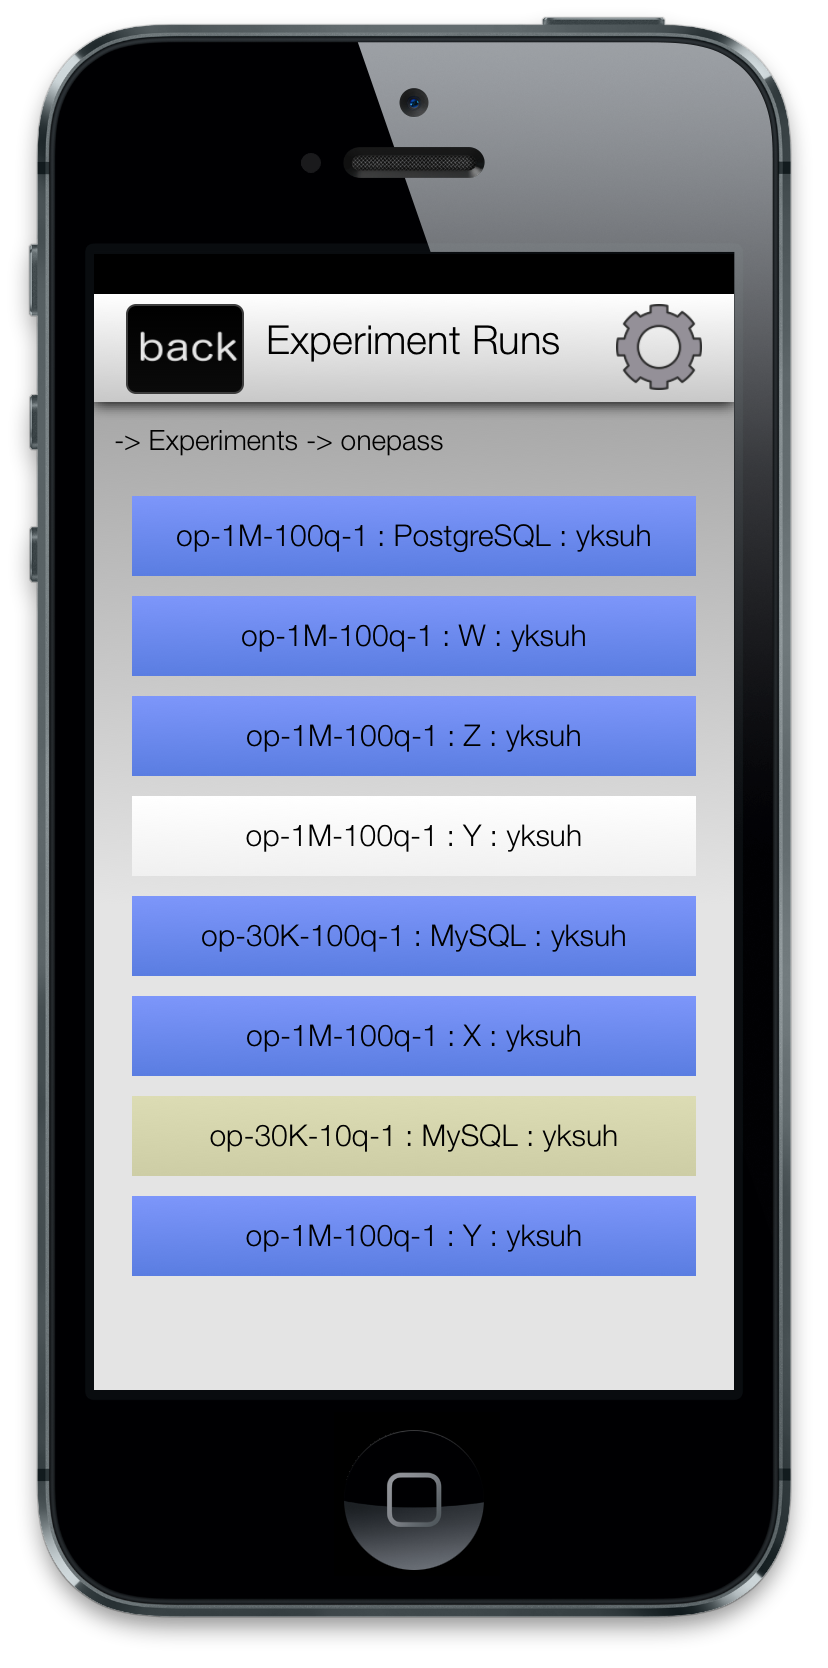 back
Experiment Runs
-> Experiments -> onepass
op-1M-100q-1 : PostgreSQL : yksuh
op-1M-100q-1 : W : yksuh
op-1M-100q-1 : Z : yksuh
op-1M-100q-1 : Y : yksuh
op-30K-100q-1 : MySQL : yksuh
op-1M-100q-1 : X : yksuh
op-30K-10q-1 : MySQL : yksuh
op-1M-100q-1 : Y : yksuh